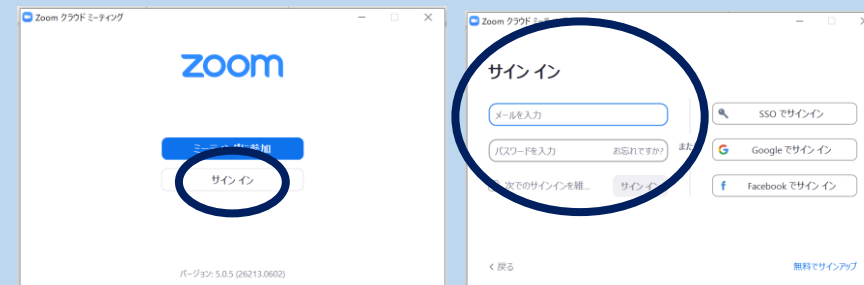 Zoom クラウド ミーティング
zoom
ミーティングに参加
サイン イン
バージョン: 5.0.5 (26213.0602)
Zoom クラウド ミーティング
サイン イン
メールを入力
パスワードを入力 お忘れですか?
次でのサインインを維... サイン イン
また
SSO でサインイン
Google でサイン イン
Facebook でサイン イン
< 戻る
無料でサインアップ